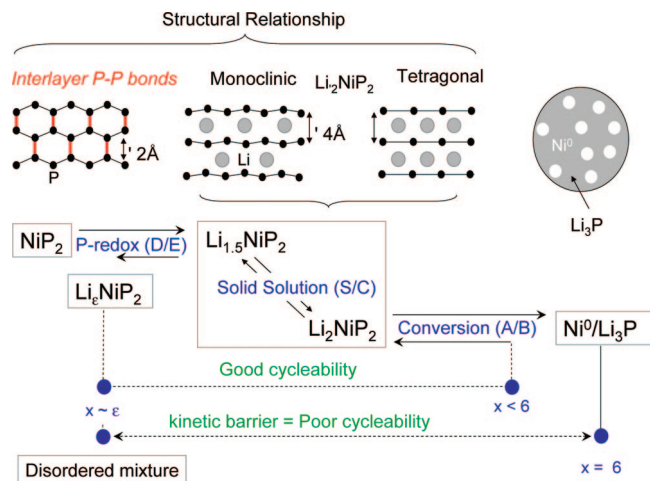 Structural Relationship
Interlayer P-P bonds
Monoclinic
Li2NiP2
Tetragonal
' 2Å
P
' 4Å
Li
Ni⁰
Li3P
NiP2
P-redox (D/E)
Li1.5NiP2
LiεNiP2
Solid Solution (S/C)
Li2NiP2
Conversion (A/B)
Ni⁰/Li3P
Good cycleability
x ~ ε
x < 6
kinetic barrier = Poor cycleability
Disordered mixture
x = 6